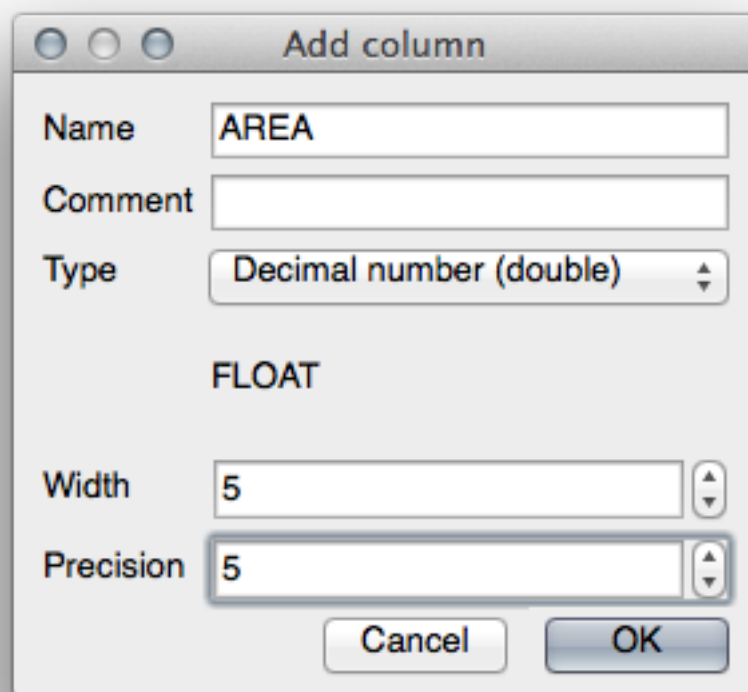 Add column
Name AREA
Comment
Type Decimal number (double)
FLOAT
Width 5
Precision 5
Cancel OK